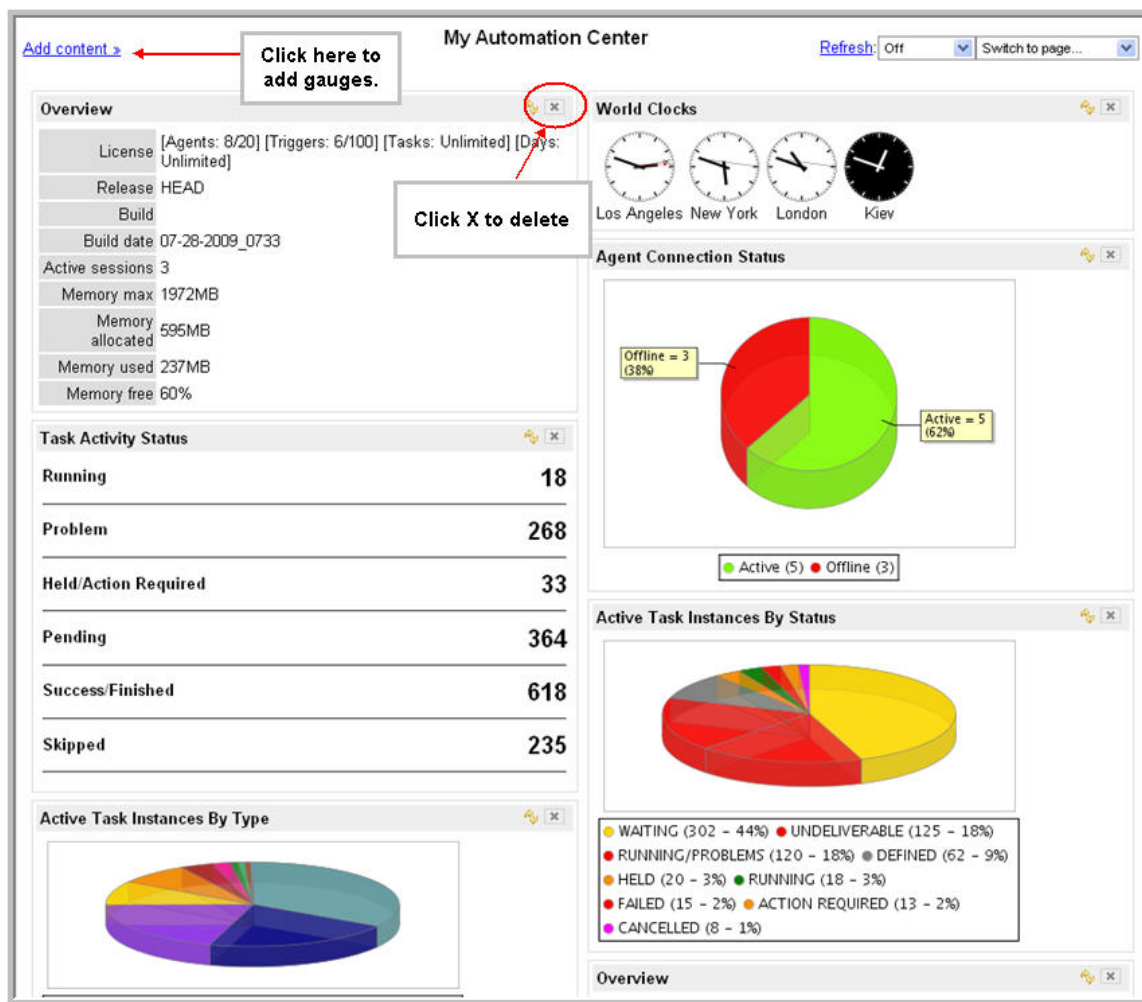 My Automation Center
Add content »
Click here to
add gauges.
Refresh: Off Switch to page...
Overview
License [Agents: 8/20] [Triggers: 6/100] [Tasks: Unlimited] [Days:
Unlimited]
Release HEAD
Build
Build date 07-28-2009_0733
Active sessions 3
Memory max 1972MB
Memory
allocated 595MB
Memory used 237MB
Memory free 60%
Click X to delete
Task Activity Status
Running 18
Problem 268
Held/Action Required 33
Pending 364
Success/Finished 618
Skipped 235
Active Task Instances By Type
World Clocks
Los Angeles New York London Kiev
Agent Connection Status
Offline = 3
(38%)
Active = 5
(62%)
Active (5) Offline (3)
Active Task Instances By Status
WAITING (302 - 44%) UNDELIVERABLE (125 - 18%)
RUNNING/PROBLEMS (120 - 18%) DEFINED (62 - 9%)
HELD (20 - 3%) RUNNING (18 - 3%)
FAILED (15 - 2%) ACTION REQUIRED (13 - 2%)
CANCELLED (8 - 1%)
Overview